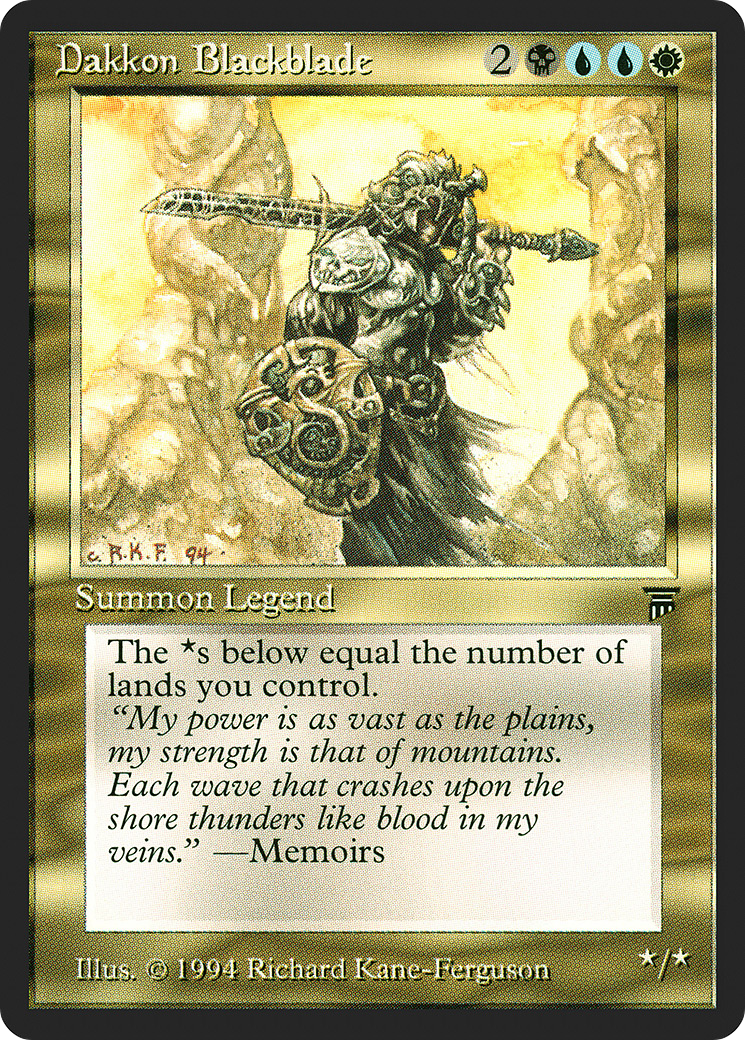 Dakkon Blackblade 2
c. R.K.F. 94
Summon Legend
The *s below equal the number of
lands you control.
“My power is as vast as the plains,
my strength is that of mountains.
Each wave that crashes upon the
shore thunders like blood in my
veins.” —Memoirs
Illus. © 1994 Richard Kane-Ferguson
*/*